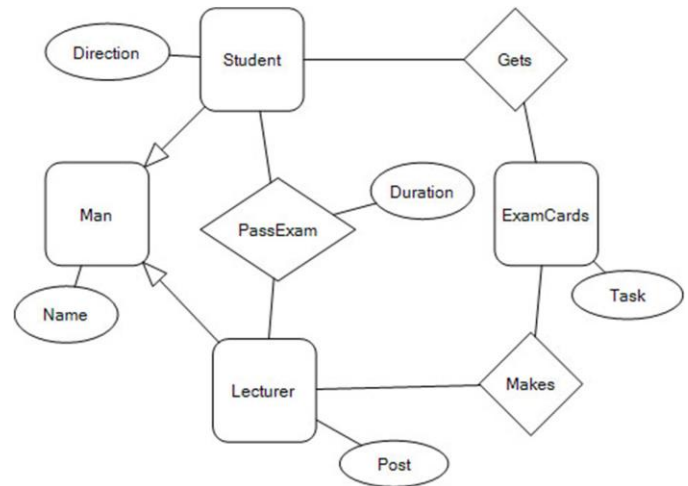 Direction
Student
Gets
Man
PassExam
Duration
ExamCards
Name
Task
Lecturer
Makes
Post